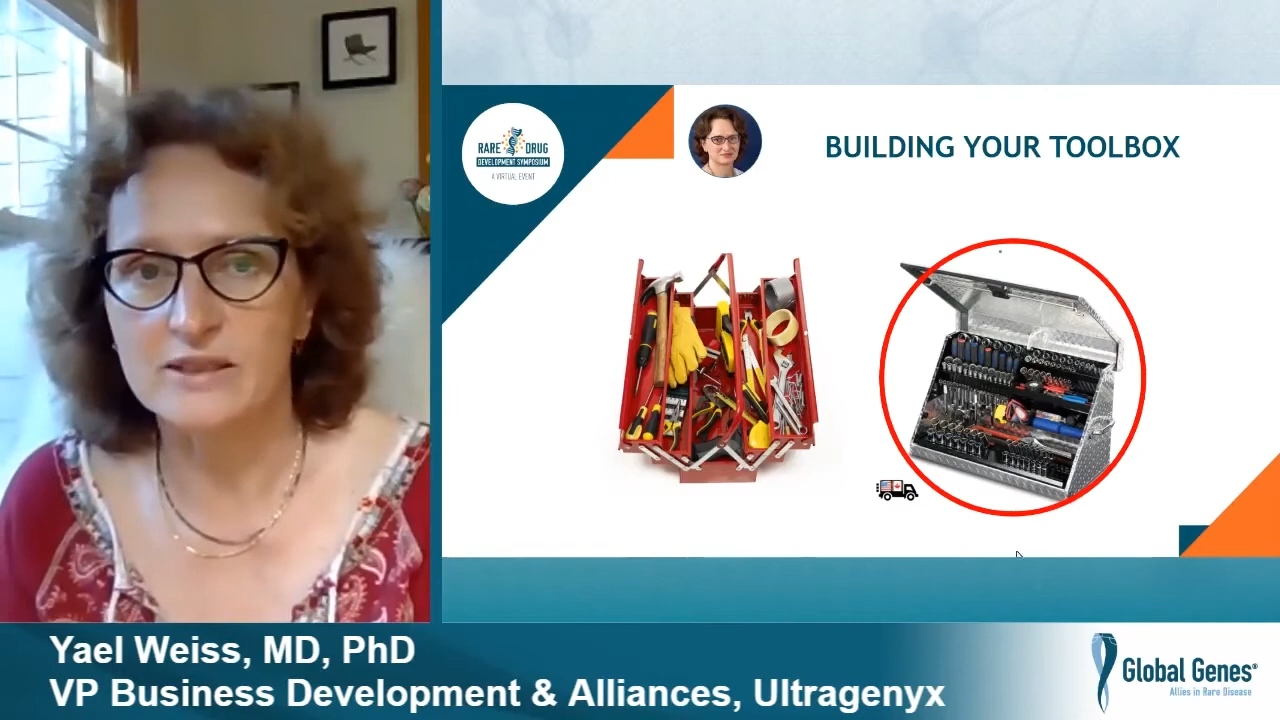 RARE DRUG
DEVELOPMENT SYMPOSIUM
A VIRTUAL EVENT
BUILDING YOUR TOOLBOX
Yael Weiss, MD, PhD
VP Business Development & Alliances, Ultragenyx
Global Genes®
Allies in Rare Disease